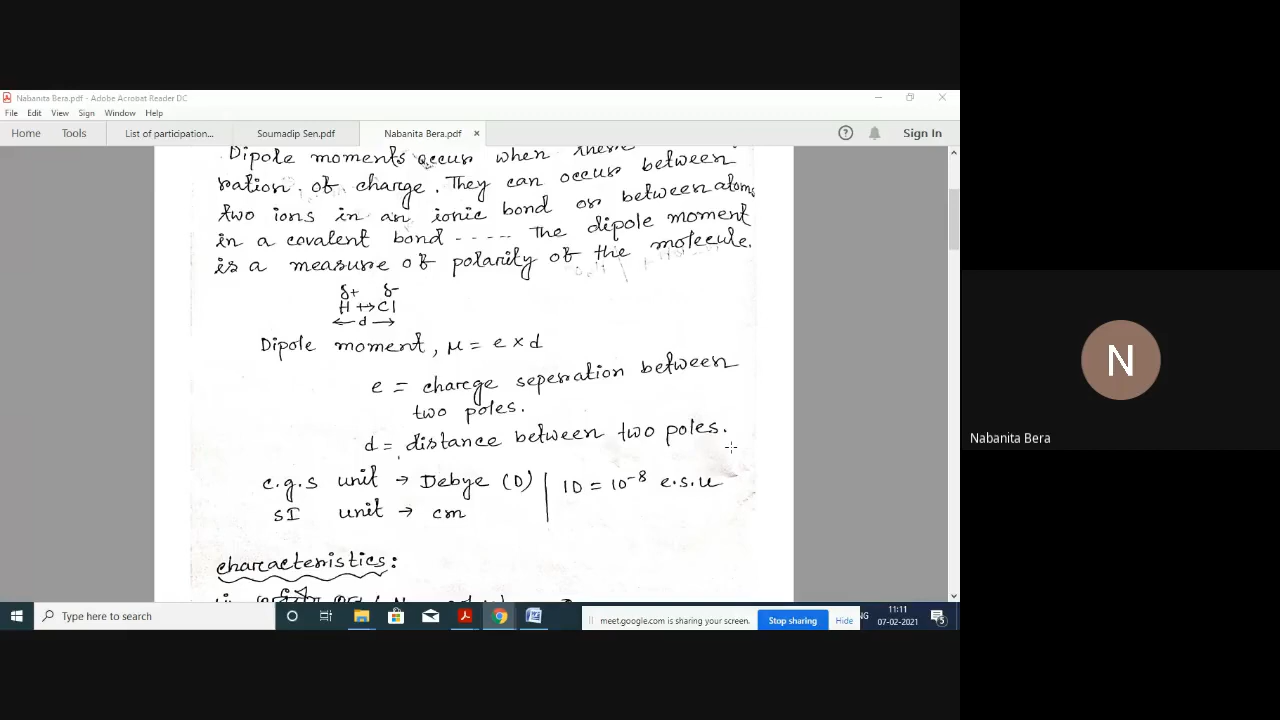 Nabanita Bera.pdf - Adobe Acrobat Reader DC
File Edit View Sign Window Help
Home Tools List of participation... Soumadip Sen.pdf Nabanita Bera.pdf × Sign In
Dipole moments occur when there
ration. of charge. They can occur between
two ions in an ionic bond or between atoms
in a covalent bond ----- The dipole moment
is a measure of polarity of the molecule.
δ+ δ-
H ↔ Cl
← d →
Dipole moment, μ = e × d
e = charge seperation between
two poles.
d = distance between two poles.
c.g.s unit → Debye (D) | 1D = 10⁻⁸ e.s.u
SI unit → cm
characteristics:
N
Nabanita Bera
Type here to search
meet.google.com is sharing your screen. Stop sharing Hide
11:11
07-02-2021
5